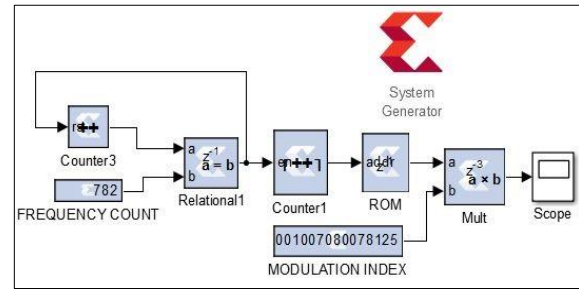 System
Generator
rst
++
Counter3
782
FREQUENCY COUNT
a
b
z-1
a = b
Relational1
en
++
Counter1
addr
z-1
ROM
a
b
z-3
a × b
Mult
Scope
001007080078125
MODULATION INDEX